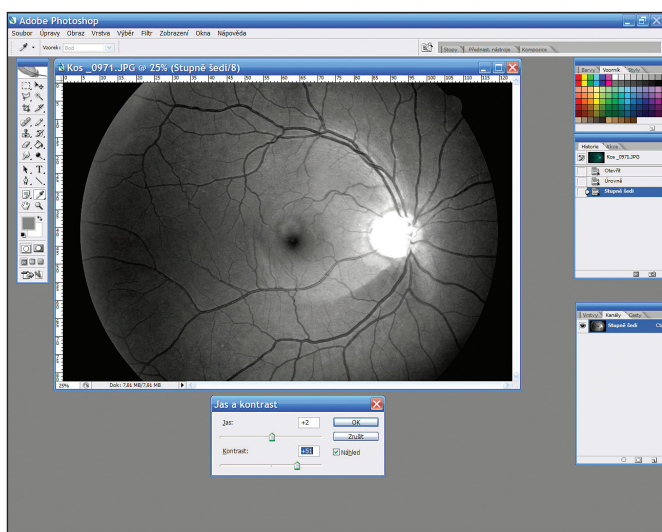 Adobe Photoshop
Soubor Úpravy Obraz Vrstva Výběr Filtr Zobrazení Okna Nápověda
Vzorek: Bod
Stopy Přednast. nástroje Kompozice
Kos _0971.JPG @ 25% (Stupně šedi/8)
Barvy Vzorník Styly
Historie Akce
Kos _0971.JPG
Otevřít
Úrovně
Stupně šedi
Vrstvy Kanály Cesty
Stupně šedi
25% Dok: 7,81 MB/7,81 MB
Jas a kontrast
Jas: +2 OK
Zrušit
Kontrast: +51 Náhled